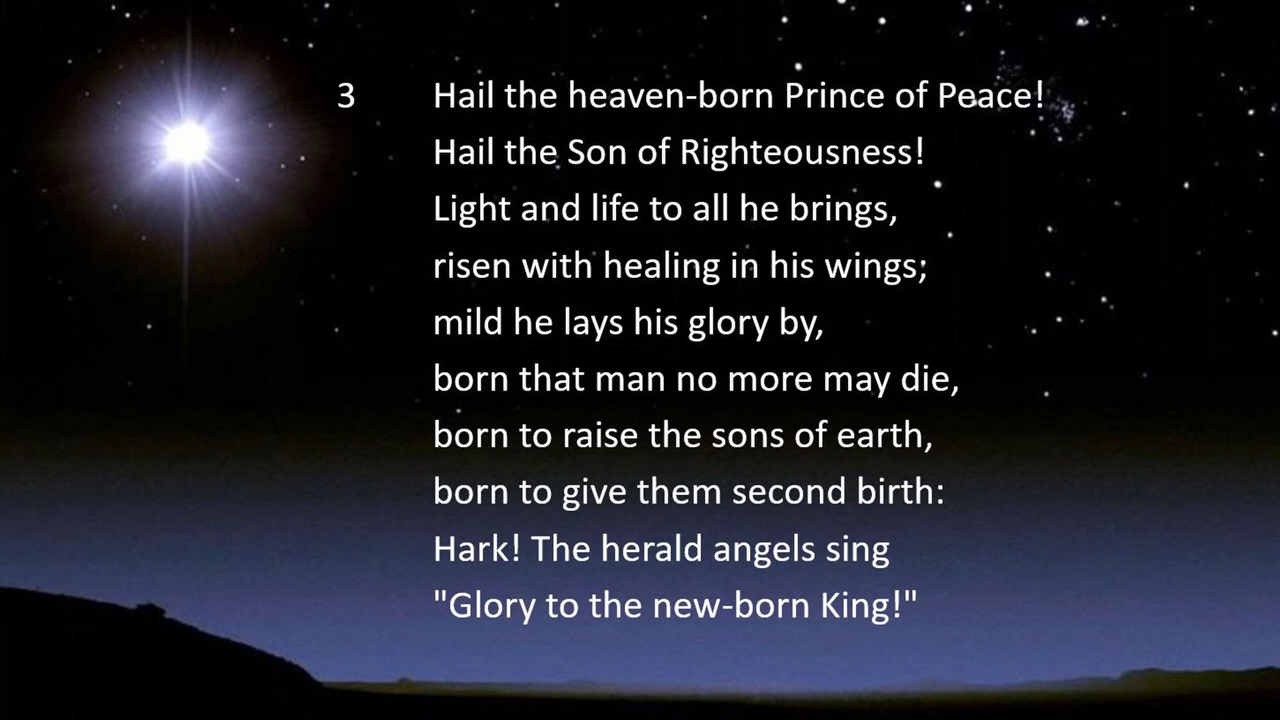 3 Hail the heaven-born Prince of Peace!
Hail the Son of Righteousness!
Light and life to all he brings,
risen with healing in his wings;
mild he lays his glory by,
born that man no more may die,
born to raise the sons of earth,
born to give them second birth:
Hark! The herald angels sing
"Glory to the new-born King!"